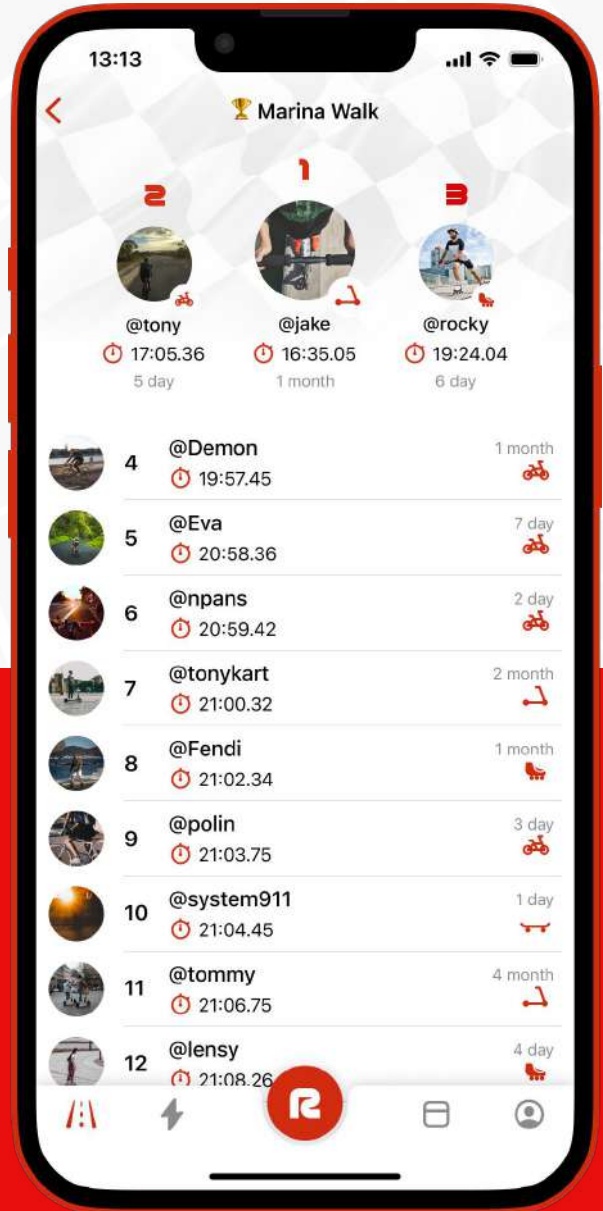 13:13
🏆 Marina Walk
1
2
3
@tony
@jake
@rocky
17:05.36
16:35.05
19:24.04
5 day
1 month
6 day
4
@Demon
1 month
19:57.45
5
@Eva
7 day
20:58.36
6
@npans
2 day
20:59.42
7
@tonykart
2 month
21:00.32
8
@Fendi
1 month
21:02.34
9
@polin
3 day
21:03.75
10
@system911
1 day
21:04.45
11
@tommy
4 month
21:06.75
12
@lensy
4 day
21:08.26
R